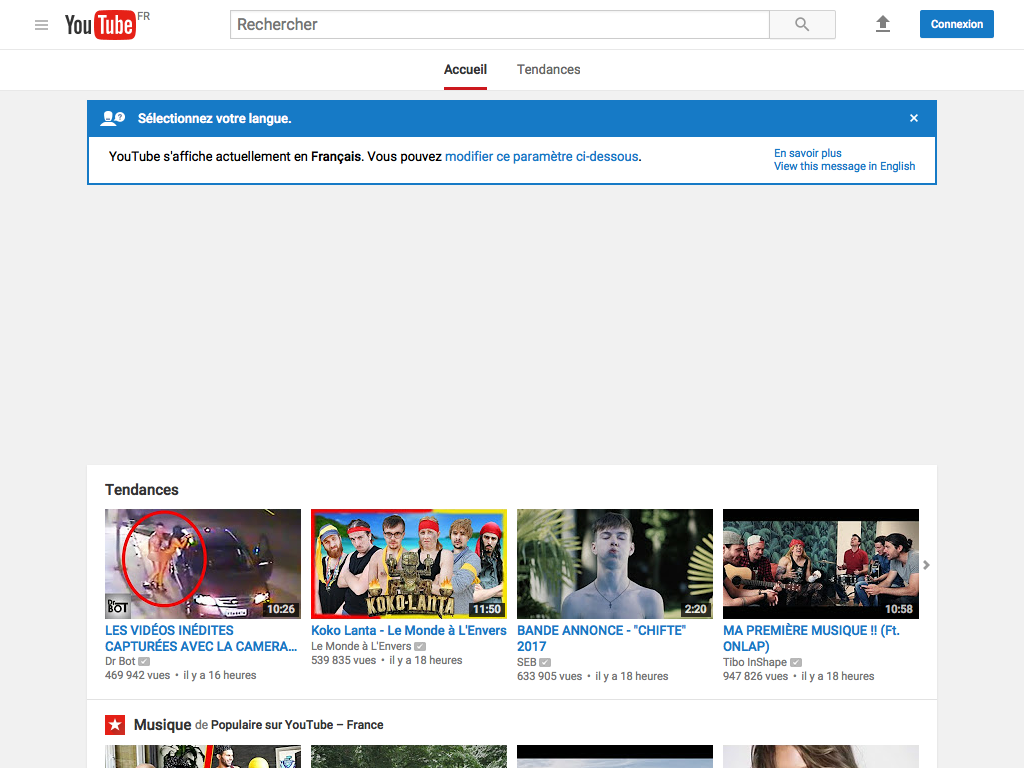 YouTube FR
Rechercher
Connexion
Accueil
Tendances
Sélectionnez votre langue.
×
YouTube s'affiche actuellement en Français. Vous pouvez modifier ce paramètre ci-dessous.
En savoir plus
View this message in English
Tendances
Dr BOT
10:26
KOKO-LANTA
11:50
2:20
10:58
LES VIDÉOS INÉDITES
CAPTURÉES AVEC LA CAMERA...
Dr Bot
469 942 vues • il y a 16 heures
Koko Lanta - Le Monde à L'Envers
Le Monde à L'Envers
539 835 vues • il y a 18 heures
BANDE ANNONCE - "CHIFTE"
2017
SEB
633 905 vues • il y a 18 heures
MA PREMIÈRE MUSIQUE !! (Ft.
ONLAP)
Tibo InShape
947 826 vues • il y a 18 heures
Musique de Populaire sur YouTube – France